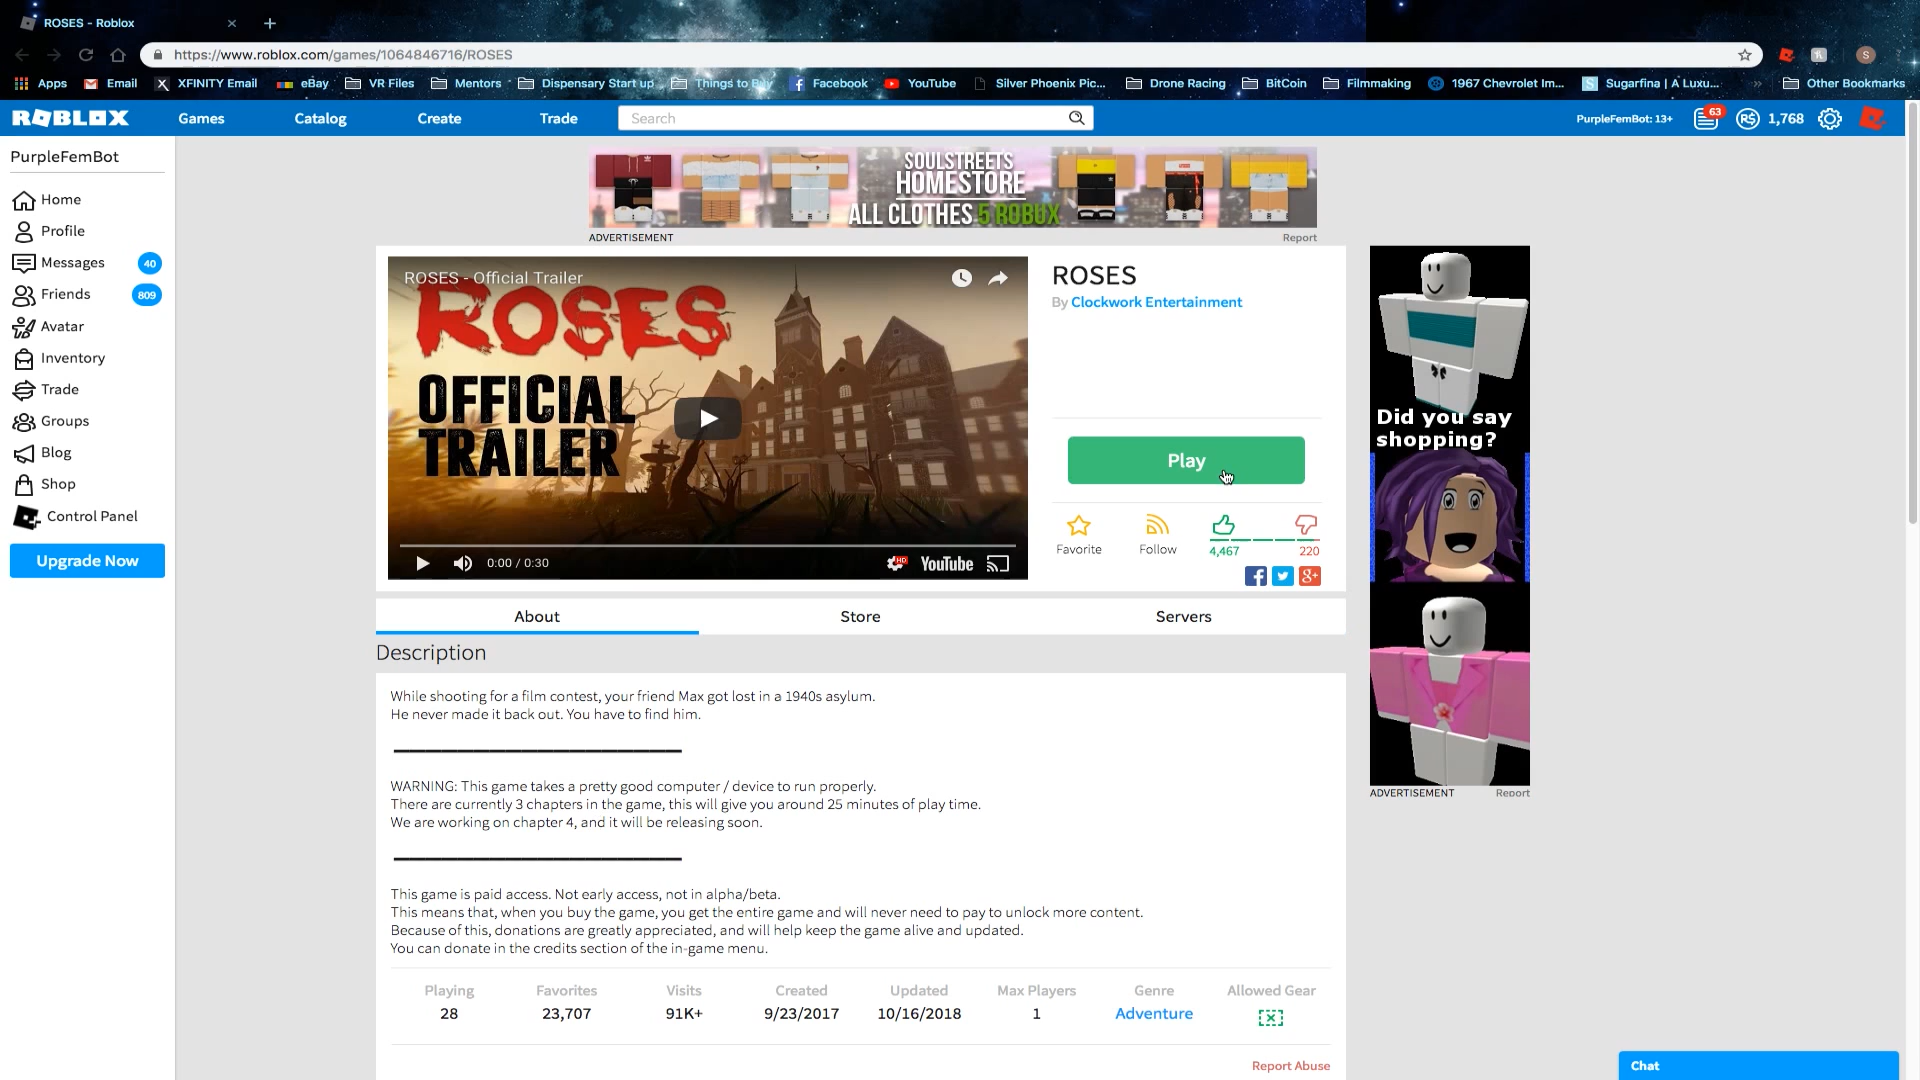 ROSES - Roblox
https://www.roblox.com/games/1064846716/ROSES
S
Apps
Email
XFINITY Email
eBay
VR Files
Mentors
Dispensary Start up
Things to Buy
Facebook
YouTube
Silver Phoenix Pic...
Drone Racing
BitCoin
Filmmaking
1967 Chevrolet Im...
Sugarfina | A Luxu...
Other Bookmarks
ROBLOX
Games
Catalog
Create
Trade
Search
PurpleFemBot: 13+
63
R$
1,768
PurpleFemBot
Home
Profile
Messages
40
Friends
809
Avatar
Inventory
Trade
Groups
Blog
Shop
Control Panel
Upgrade Now
SOULSTREETS
HOMESTORE
ALL CLOTHES 5 ROBUX
ADVERTISEMENT
Report
ROSES - Official Trailer
ROSES
OFFICIAL
TRAILER
0:00 / 0:30
HD
YouTube
ROSES
By Clockwork Entertainment
Play
Favorite
Follow
4,467
220
Did you say
shopping?
ADVERTISEMENT
Report
About
Store
Servers
Description
While shooting for a film contest, your friend Max got lost in a 1940s asylum.
He never made it back out. You have to find him.
WARNING: This game takes a pretty good computer / device to run properly.
There are currently 3 chapters in the game, this will give you around 25 minutes of play time.
We are working on chapter 4, and it will be releasing soon.
This game is paid access. Not early access, not in alpha/beta.
This means that, when you buy the game, you get the entire game and will never need to pay to unlock more content.
Because of this, donations are greatly appreciated, and will help keep the game alive and updated.
You can donate in the credits section of the in-game menu.
Playing
28
Favorites
23,707
Visits
91K+
Created
9/23/2017
Updated
10/16/2018
Max Players
1
Genre
Adventure
Allowed Gear
Report Abuse
Chat